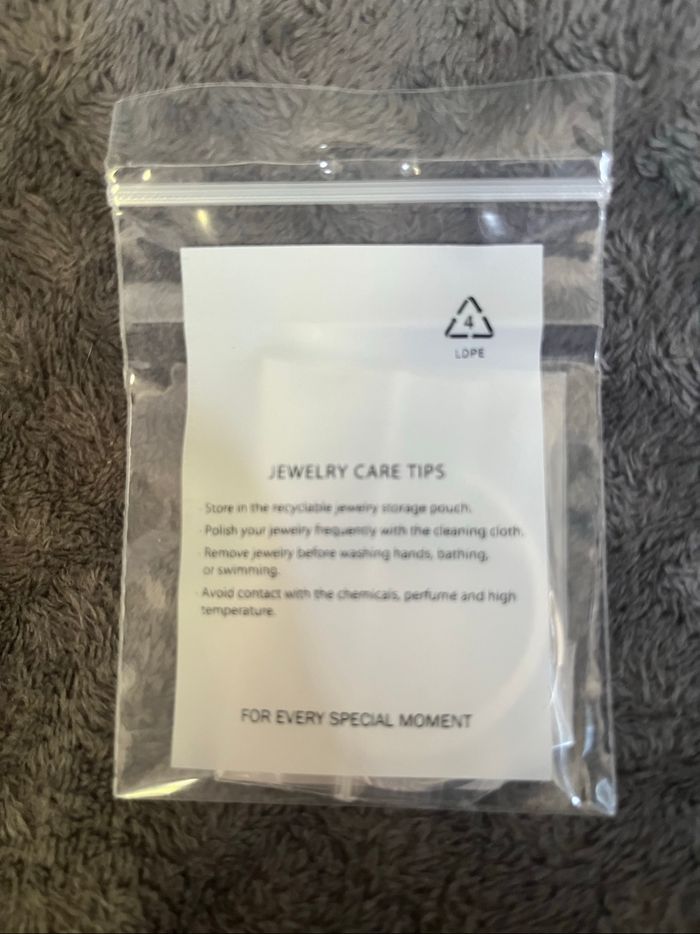 4
LDPE
JEWELRY CARE TIPS
· Store in the recyclable jewelry storage pouch.
· Polish your jewelry frequently with the cleaning cloth.
· Remove jewelry before washing hands, bathing,
or swimming.
· Avoid contact with the chemicals, perfume and high
temperature.
FOR EVERY SPECIAL MOMENT